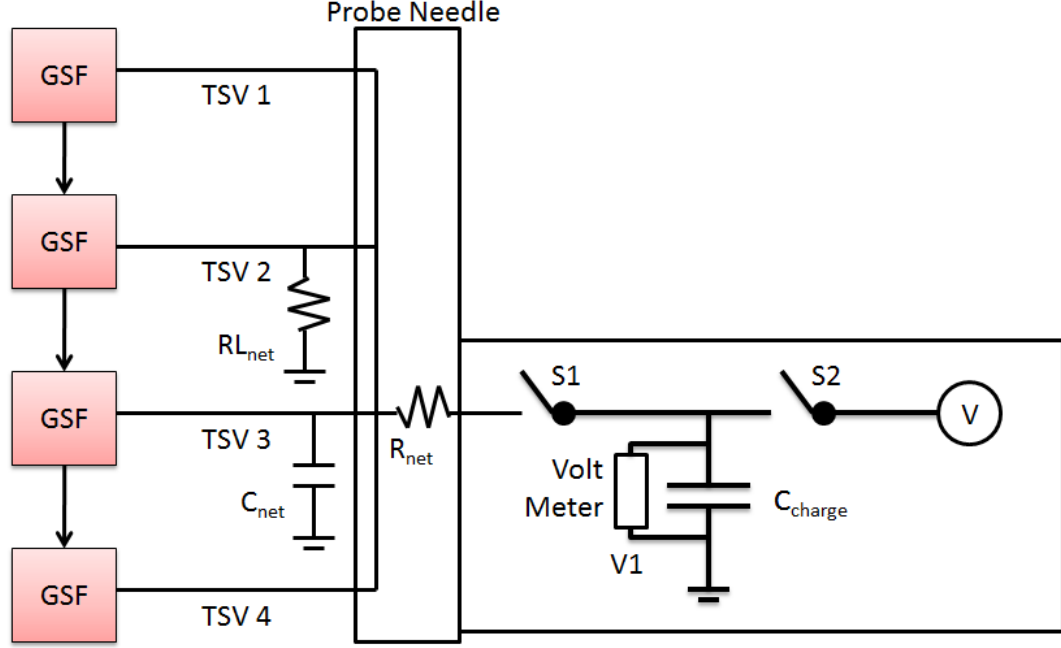 Probe Needle
GSF
TSV 1
GSF
TSV 2
RLnet
S1
S2
GSF
TSV 3
Rnet
V
Volt
Meter
Cnet
Ccharge
V1
GSF
TSV 4